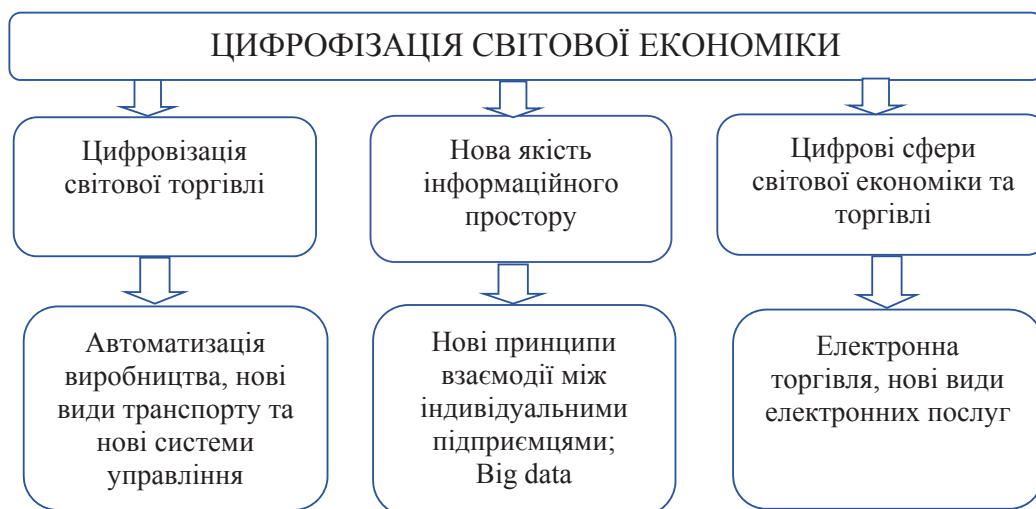 ЦИФРОФІЗАЦІЯ СВІТОВОЇ ЕКОНОМІКИ
Цифровізація
світової торгівлі
Нова якість
інформаційного
простору
Цифрові сфери
світової економіки та
торгівлі
Автоматизація
виробництва, нові
види транспорту та
нові системи
управління
Нові принципи
взаємодії між
індивідуальними
підприємцями;
Big data
Електронна
торгівля, нові види
електронних послуг